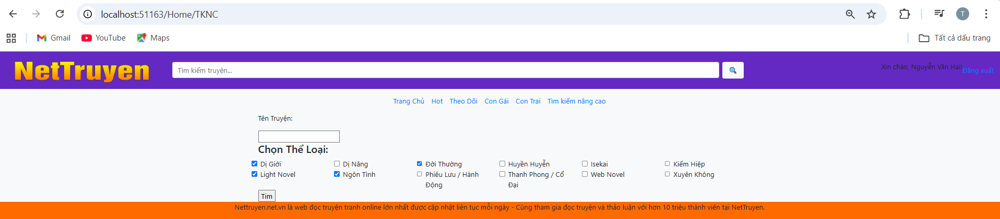 localhost:51163/Home/TKNC
T
Gmail YouTube Maps Tất cả dấu trang
NetTruyen Tìm kiếm truyện... Xin chào, Nguyễn Văn Hai! Đăng xuất
Trang Chủ Hot Theo Dõi Con Gái Con Trai Tìm kiếm nâng cao
Tên Truyện:
Chọn Thể Loại:
Dị Giới Dị Năng Đời Thường Huyền Huyễn Isekai Kiếm Hiệp
Light Novel Ngôn Tình Phiêu Lưu / Hành Thanh Phong / Cổ Web Novel Xuyên Không
Động Đại
Tìm
Nettruyen.net.vn là web đọc truyện tranh online lớn nhất được cập nhật liên tục mỗi ngày - Cùng tham gia đọc truyện và thảo luận với hơn 10 triệu thành viên tại NetTruyen.